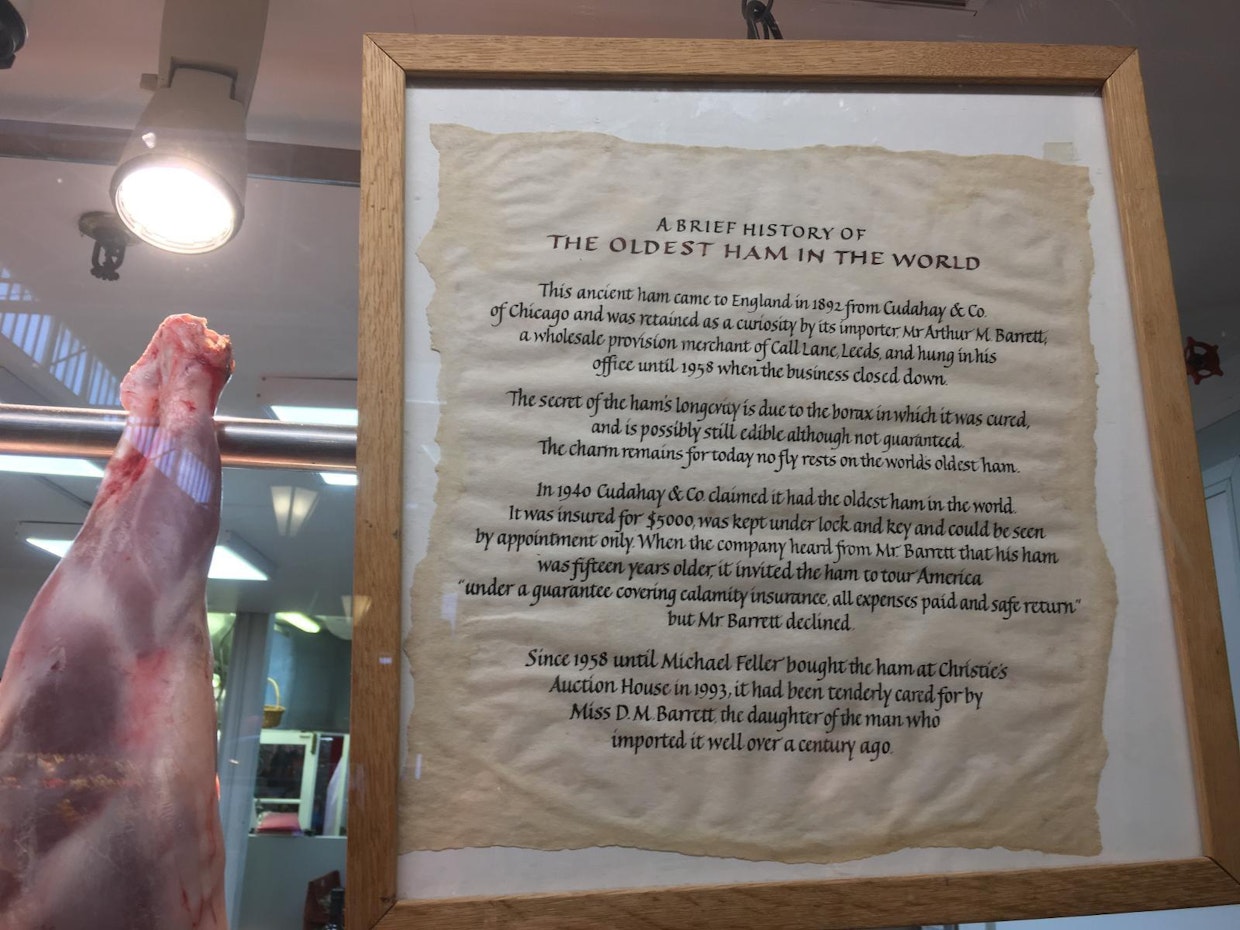 A BRIEF HISTORY OF
THE OLDEST HAM IN THE WORLD
This ancient ham came to England in 1892 from Cudahay & Co.
of Chicago and was retained as a curiosity by its importer, Mr Arthur M. Barrett,
a wholesale provision merchant of Call Lane, Leeds, and hung in his
office until 1958 when the business closed down.
The secret of the ham's longevity is due to the borax in which it was cured,
and is possibly still edible although not guaranteed.
The charm remains for today no fly rests on the world's oldest ham.
In 1940 Cudahay & Co. claimed it had the oldest ham in the world.
It was insured for $5000, was kept under lock and key and could be seen
by appointment only. When the company heard from Mr. Barrett that his ham
was fifteen years older, it invited the ham to tour America
"under a guarantee covering calamity insurance, all expenses paid and safe return"
but Mr Barrett declined.
Since 1958 until Michael Feller bought the ham at Christie's
Auction House in 1993, it had been tenderly cared for by
Miss D. M. Barrett, the daughter of the man who
imported it well over a century ago.